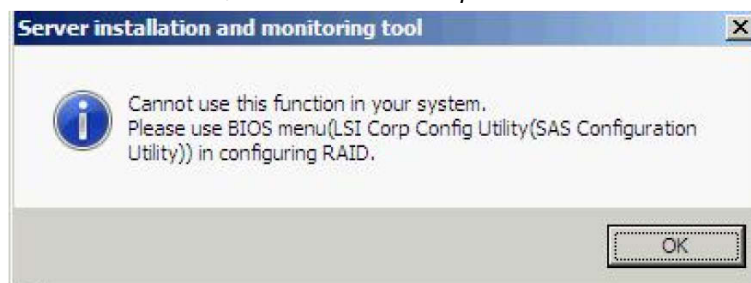 Server installation and monitoring tool
Cannot use this function in your system.
Please use BIOS menu(LSI Corp Config Utility(SAS Configuration
Utility)) in configuring RAID.
OK